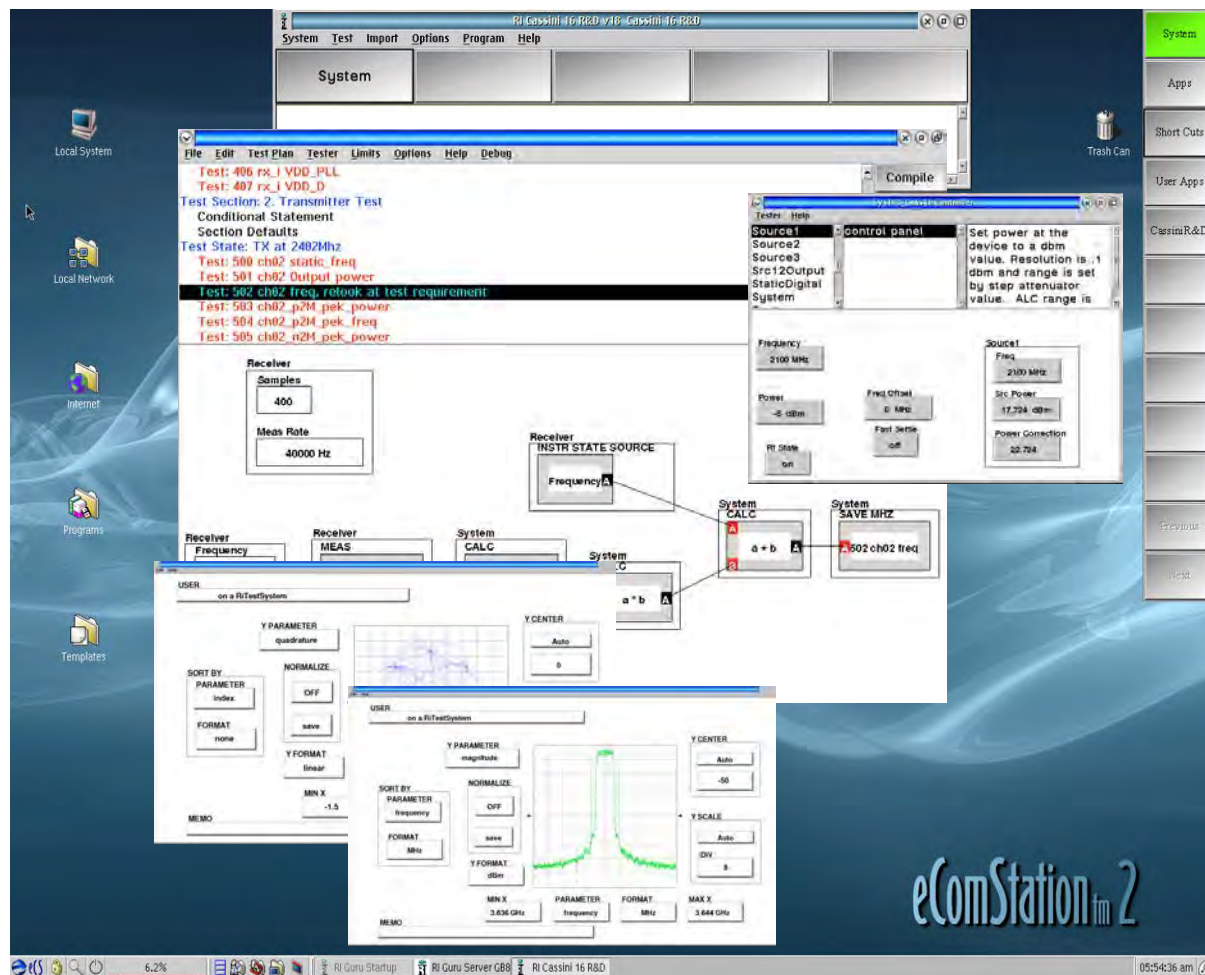 RI Cassini 16 R&D v18 Cassini 16 R&D
System Test Import Options Program Help
System
System
Apps
Short Cuts
User Apps
CassiniR&D
Previous
Next
Local System
Local Network
Internet
Programs
Templates
Trash Can
File Edit Test Plan Tester Limits Options Help Debug
Compile
Test: 406 rx_i VDD_PLL
Test: 407 rx_i VDD_D
Test Section: 2. Transmitter Test
Conditional Statement
Section Defaults
Test State: TX at 2402Mhz
Test: 500 ch02 static_freq
Test: 501 ch02 Output power
Test: 502 ch02 freq, relook at test requirement
Test: 503 ch02_p2M_pek_power
Test: 504 ch02_p2M_pek_freq
Test: 505 ch02_n2M_pek_power
Receiver
Samples
400
Meas Rate
40000 Hz
Receiver
INSTR STATE SOURCE
Frequency A
System
CALC
A
a + b A
a
System
SAVE MHZ
A 502 ch02 freq
Receiver
Frequency
Receiver
MEAS
System
CALC
System
a * b A
Tester Help
Source1
Source2
Source3
Src12Output
StaticDigital
System
control panel
Set power at the
device to a dbm
value. Resolution is .1
dbm and range is set
by step attenuator
value. ALC range is
Frequency
2100 MHz
Power
-5 dBm
Freq Offset
0 MHz
Fast Settle
off
on
Source1
Freq
2100 MHz
Src Power
17.724 dBm
Power Correction
22.724
USER
on a RiTestSystem
Y PARAMETER
quadrature
Y CENTER
Auto
0
SORT BY
PARAMETER
index
FORMAT
none
NORMALIZE
OFF
save
Y FORMAT
linear
MIN X
-1.5
MEMO
USER
on a RiTestSystem
Y PARAMETER
magnitude
Y CENTER
Auto
-50
SORT BY
PARAMETER
frequency
FORMAT
MHz
NORMALIZE
OFF
save
Y FORMAT
dBm
Y SCALE
Auto
/DIV
8
MIN X
3.636 GHz
PARAMETER
frequency
FORMAT
MHz
MAX X
3.644 GHz
MEMO
eComStation tm 2
eCS
6.2%
RI Guru Startup
RI Guru Server GB8
RI Cassini 16 R&D
05:54:36 am